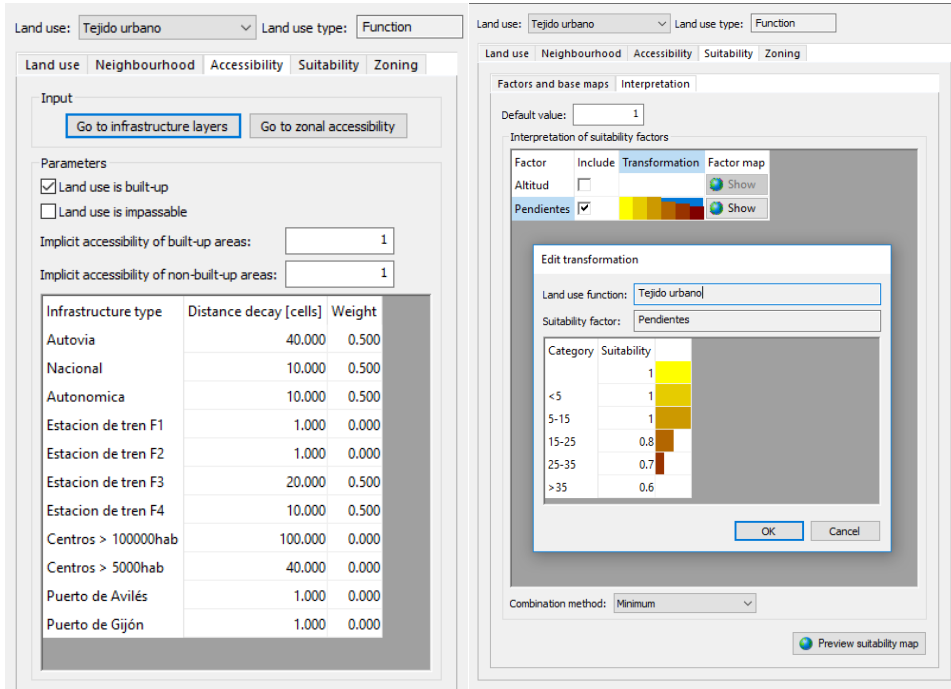 Land use: Tejido urbano Land use type: Function
Land use Neighbourhood Accessibility Suitability Zoning
Input
Go to infrastructure layers Go to zonal accessibility
Parameters
Land use is built-up
Land use is impassable
Implicit accessibility of built-up areas: 1
Implicit accessibility of non-built-up areas: 1
Infrastructure type Distance decay [cells] Weight
Autovia 40.000 0.500
Nacional 10.000 0.500
Autonomica 10.000 0.500
Estacion de tren F1 1.000 0.000
Estacion de tren F2 1.000 0.000
Estacion de tren F3 20.000 0.500
Estacion de tren F4 10.000 0.500
Centros > 100000hab 100.000 0.000
Centros > 5000hab 40.000 0.000
Puerto de Avilés 1.000 0.000
Puerto de Gijón 1.000 0.000
Land use: Tejido urbano Land use type: Function
Land use Neighbourhood Accessibility Suitability Zoning
Factors and base maps Interpretation
Default value: 1
Interpretation of suitability factors
Factor Include Transformation Factor map
Altitud Show
Pendientes Show
Edit transformation
Land use function: Tejido urbano
Suitability factor: Pendientes
Category Suitability
1
<5 1
5-15 1
15-25 0.8
25-35 0.7
>35 0.6
OK Cancel
Combination method: Minimum
Preview suitability map